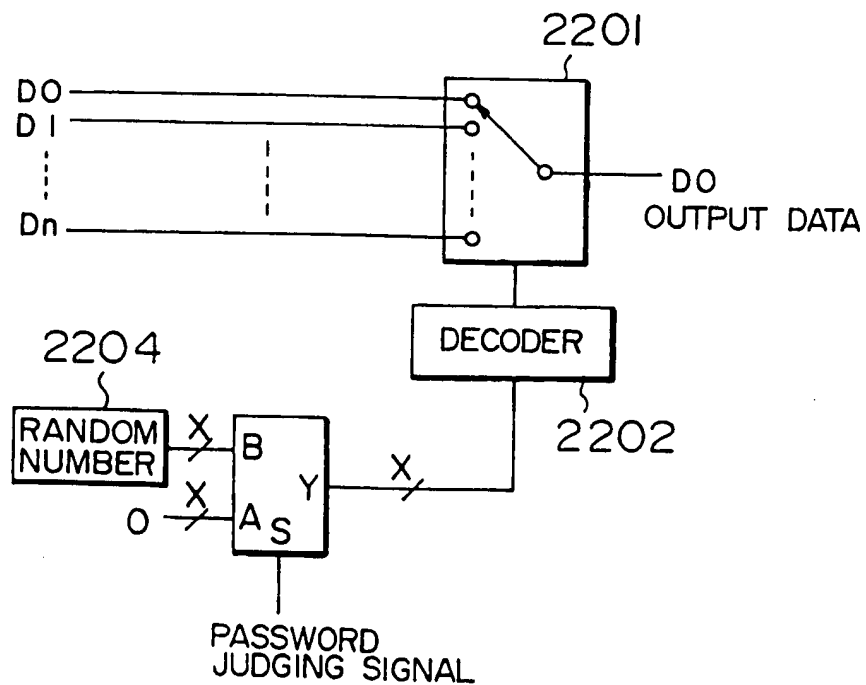 2201
D0
D1
Dn
D0
OUTPUT DATA
DECODER
2204
2202
RANDOM
NUMBER
X
B
X
Y
X
0
A
S
PASSWORD
JUDGING SIGNAL